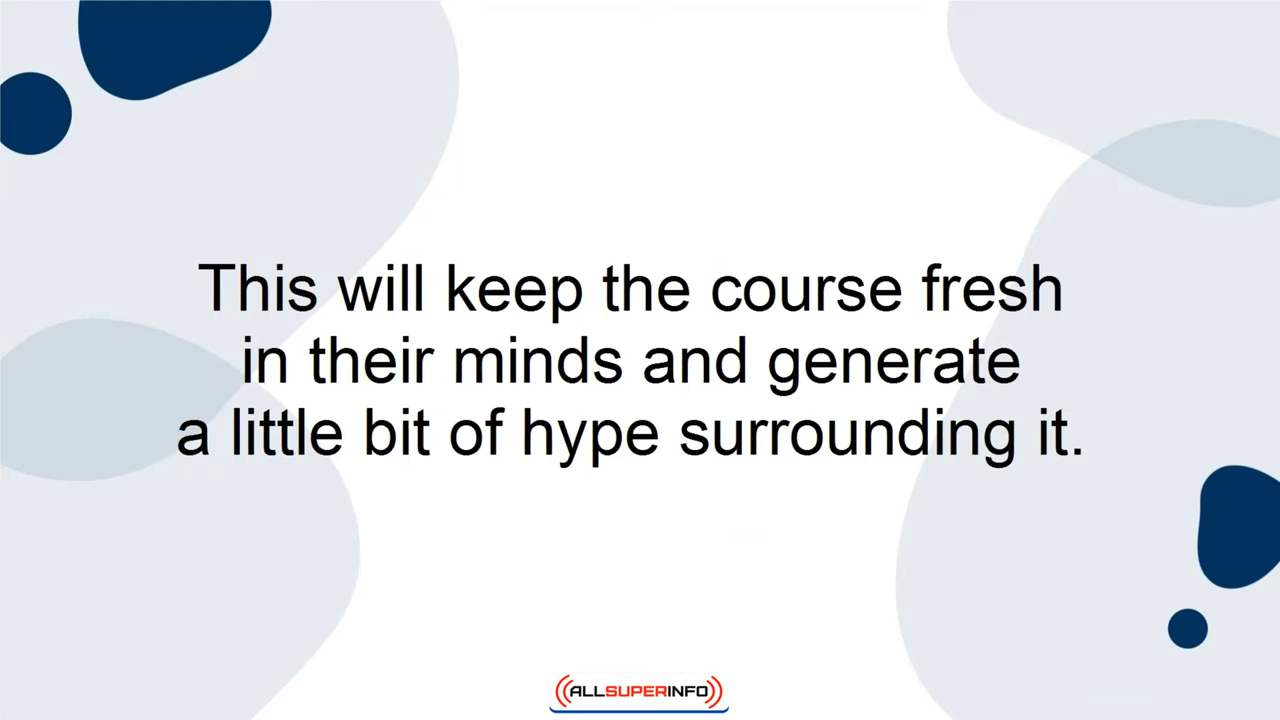 This will keep the course fresh
in their minds and generate
a little bit of hype surrounding it.
ALLSUPERINFO